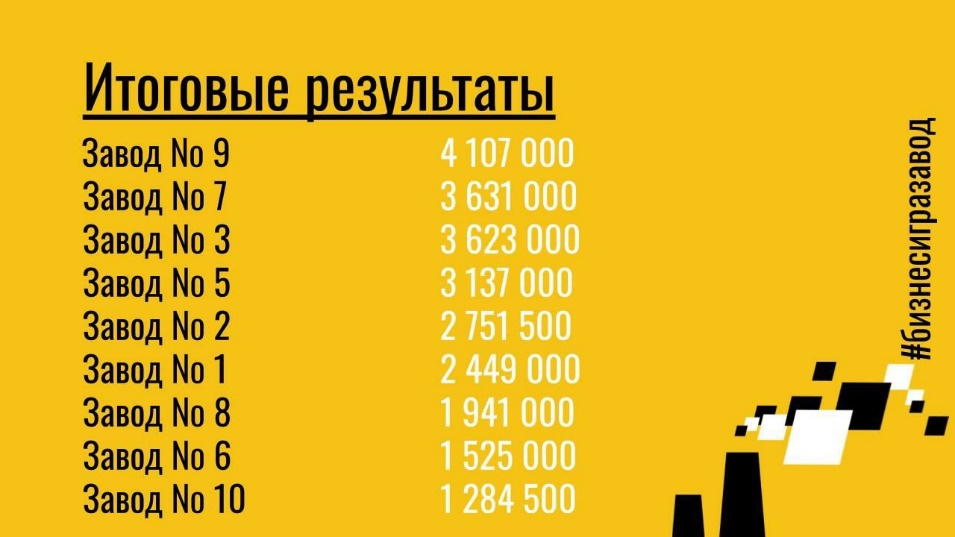 Итоговые результаты
Завод No 9 4 107 000
Завод No 7 3 631 000
Завод No 3 3 623 000
Завод No 5 3 137 000
Завод No 2 2 751 500
Завод No 1 2 449 000
Завод No 8 1 941 000
Завод No 6 1 525 000
Завод No 10 1 284 500
#бизнесигразавод